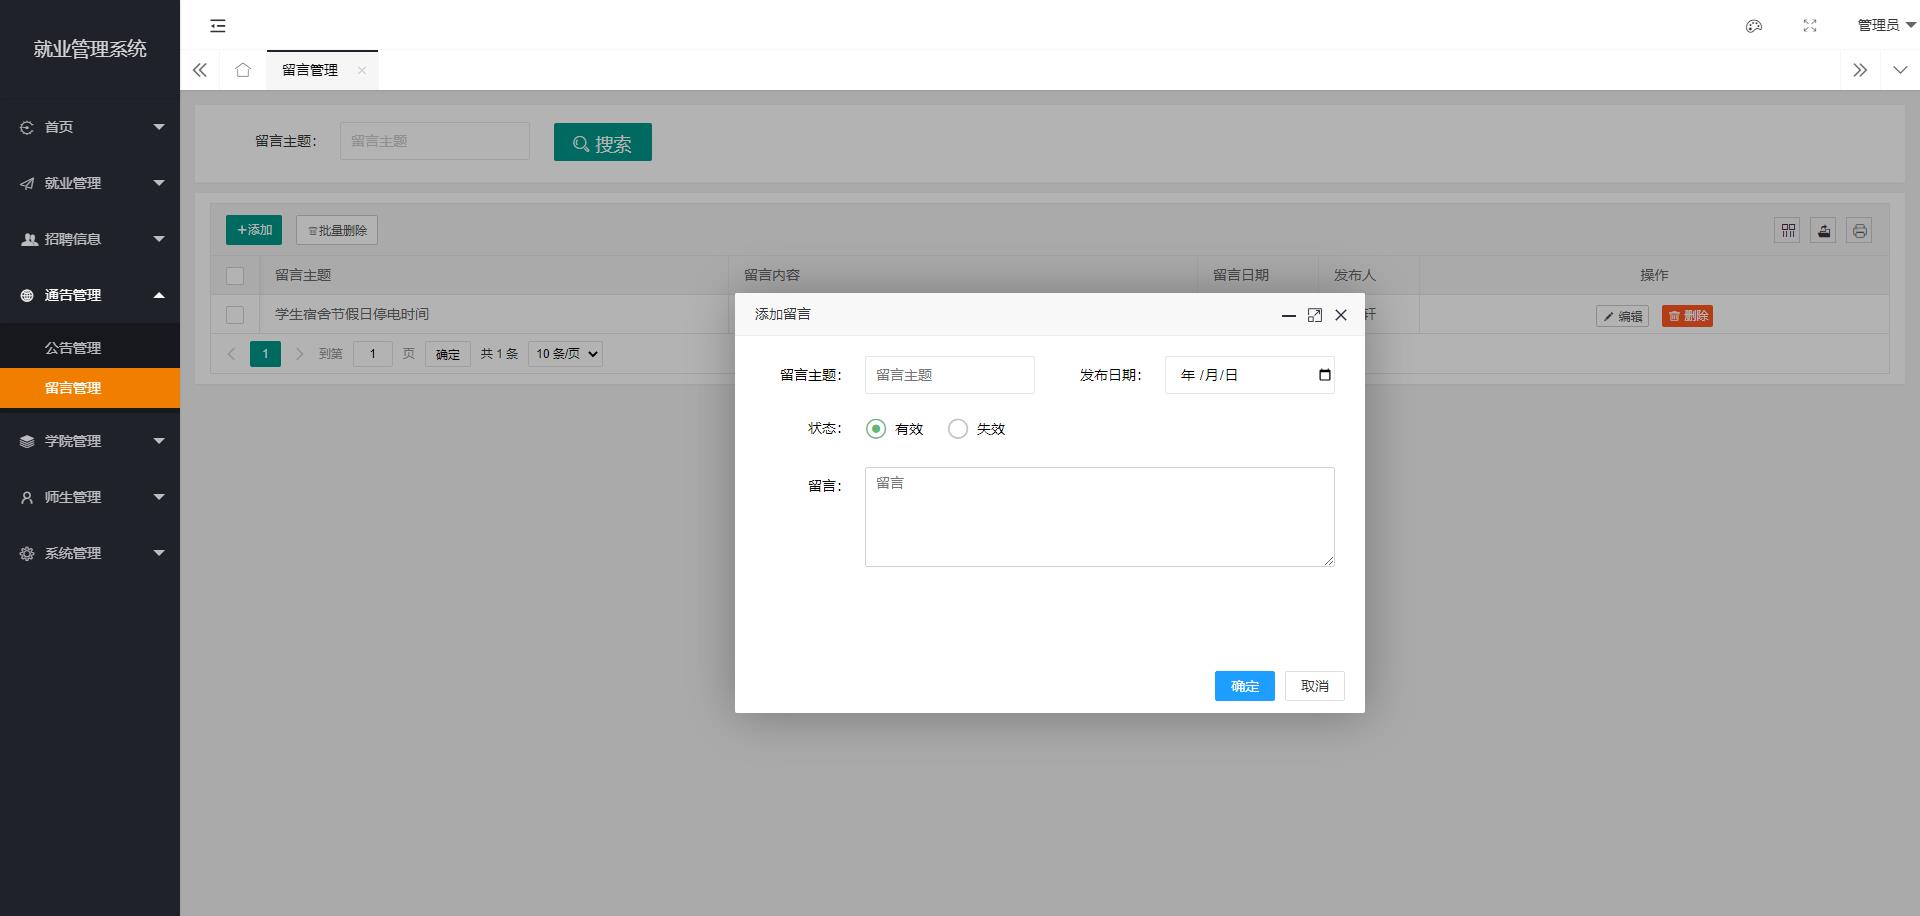 就业管理系统
管理员
留言管理
首页
就业管理
招聘信息
通告管理
公告管理
留言管理
学院管理
师生管理
系统管理
留言主题：
留言主题
搜索
添加
批量删除
留言主题 留言内容 留言日期 发布人 操作
学生宿舍节假日停电时间 轩 编辑 删除
1 到第 1 页 确定 共 1 条 10 条/页
添加留言
留言主题： 留言主题 发布日期： 年 /月/日
状态： 有效 失效
留言： 留言
确定 取消